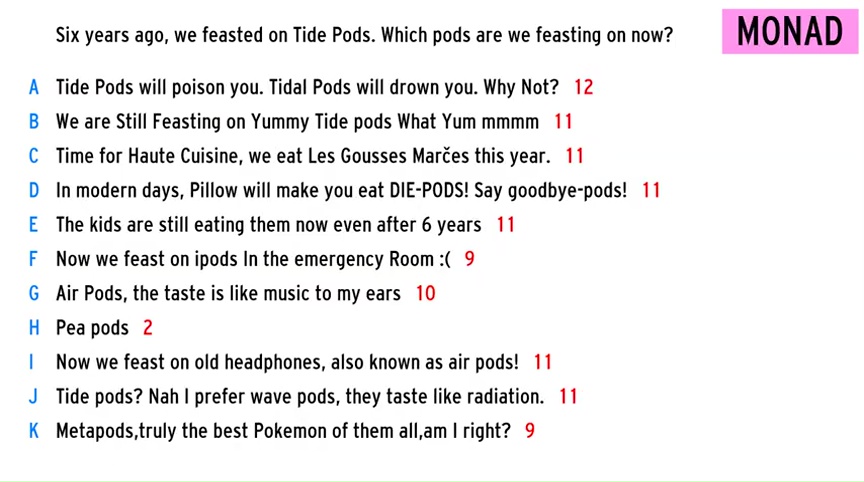 Six years ago, we feasted on Tide Pods. Which pods are we feasting on now?
MONAD
A Tide Pods will poison you. Tidal Pods will drown you. Why Not? 12
B We are Still Feasting on Yummy Tide pods What Yum mmmm 11
C Time for Haute Cuisine, we eat Les Gousses Marčes this year. 11
D In modern days, Pillow will make you eat DIE-PODS! Say goodbye-pods! 11
E The kids are still eating them now even after 6 years 11
F Now we feast on ipods In the emergency Room :( 9
G Air Pods, the taste is like music to my ears 10
H Pea pods 2
I Now we feast on old headphones, also known as air pods! 11
J Tide pods? Nah I prefer wave pods, they taste like radiation. 11
K Metapods,truly the best Pokemon of them all,am I right? 9